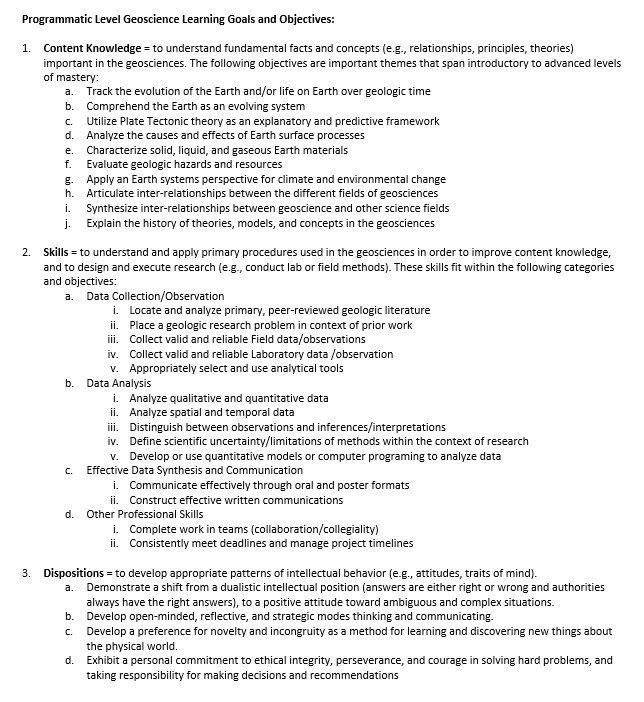 Programmatic Level Geoscience Learning Goals and Objectives:
1. Content Knowledge = to understand fundamental facts and concepts (e.g., relationships, principles, theories)
important in the geosciences. The following objectives are important themes that span introductory to advanced levels
of mastery:
a. Track the evolution of the Earth and/or life on Earth over geologic time
b. Comprehend the Earth as an evolving system
c. Utilize Plate Tectonic theory as an explanatory and predictive framework
d. Analyze the causes and effects of Earth surface processes
e. Characterize solid, liquid, and gaseous Earth materials
f. Evaluate geologic hazards and resources
g. Apply an Earth systems perspective for climate and environmental change
h. Articulate inter-relationships between the different fields of geosciences
i. Synthesize inter-relationships between geoscience and other science fields
j. Explain the history of theories, models, and concepts in the geosciences
2. Skills = to understand and apply primary procedures used in the geosciences in order to improve content knowledge,
and to design and execute research (e.g., conduct lab or field methods). These skills fit within the following categories
and objectives:
a. Data Collection/Observation
i. Locate and analyze primary, peer-reviewed geologic literature
ii. Place a geologic research problem in context of prior work
iii. Collect valid and reliable Field data/observations
iv. Collect valid and reliable Laboratory data /observation
v. Appropriately select and use analytical tools
b. Data Analysis
i. Analyze qualitative and quantitative data
ii. Analyze spatial and temporal data
iii. Distinguish between observations and inferences/interpretations
iv. Define scientific uncertainty/limitations of methods within the context of research
v. Develop or use quantitative models or computer programing to analyze data
c. Effective Data Synthesis and Communication
i. Communicate effectively through oral and poster formats
ii. Construct effective written communications
d. Other Professional Skills
i. Complete work in teams (collaboration/collegiality)
ii. Consistently meet deadlines and manage project timelines
3. Dispositions = to develop appropriate patterns of intellectual behavior (e.g., attitudes, traits of mind).
a. Demonstrate a shift from a dualistic intellectual position (answers are either right or wrong and authorities
always have the right answers), to a positive attitude toward ambiguous and complex situations.
b. Develop open-minded, reflective, and strategic modes thinking and communicating.
c. Develop a preference for novelty and incongruity as a method for learning and discovering new things about
the physical world.
d. Exhibit a personal commitment to ethical integrity, perseverance, and courage in solving hard problems, and
taking responsibility for making decisions and recommendations